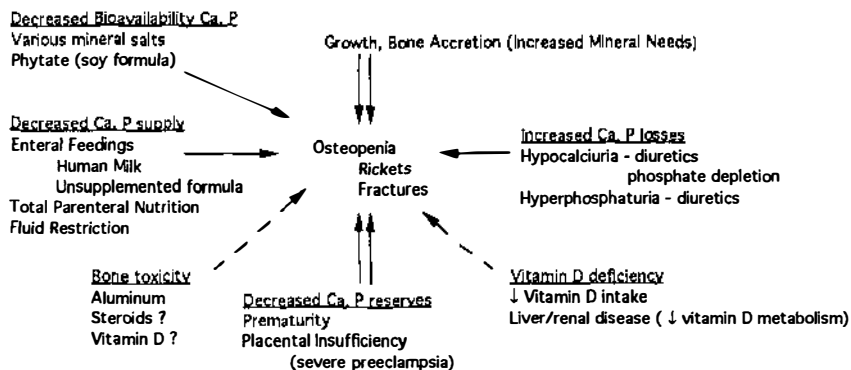 Decreased Bioavailability Ca, P
Various mineral salts
Phytate (soy formula)
Growth, Bone Accretion (Increased Mineral Needs)
Decreased Ca, P supply
Enteral Feedings
Human Milk
Unsupplemented formula
Total Parenteral Nutrition
Fluid Restriction
Osteopenia
Rickets
Fractures
Increased Ca, P losses
Hypocalciuria - diuretics
phosphate depletion
Hyperphosphaturia - diuretics
Bone toxicity
Aluminum
Steroids ?
Vitamin D ?
Decreased Ca, P reserves
Prematurity
Placental Insufficiency
(severe preeclampsia)
Vitamin D deficiency
↓ Vitamin D intake
Liver/renal disease ( ↓ vitamin D metabolism)